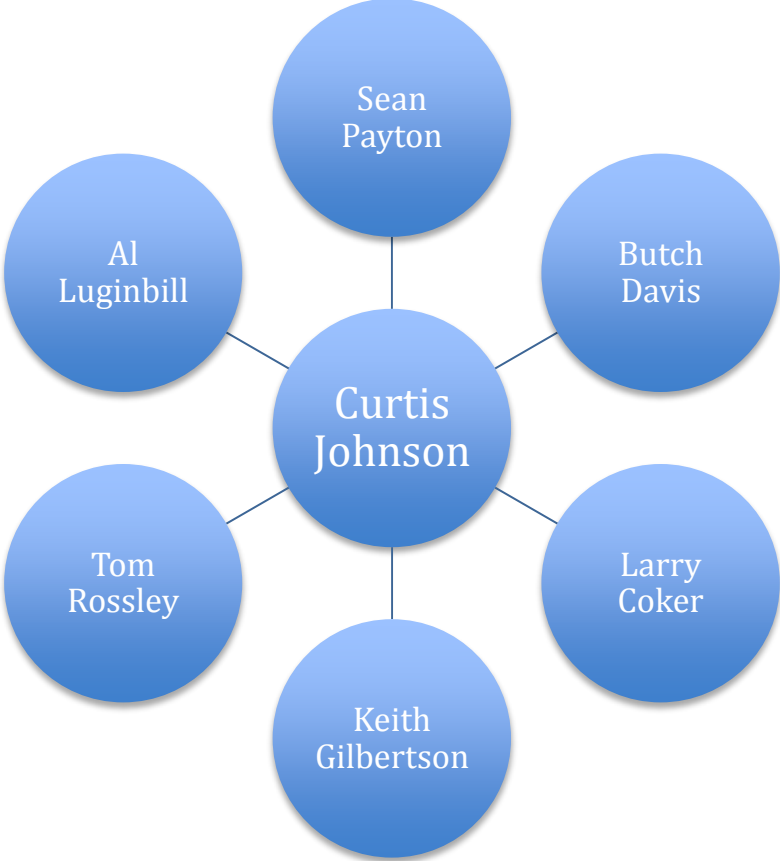 Sean
Payton
Butch
Davis
Larry
Coker
Keith
Gilbertson
Tom
Rossley
Al
Luginbill
Curtis
Johnson